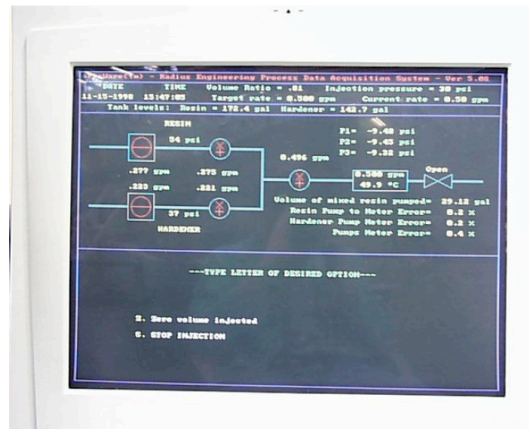 - Radius Engineering Process Data Acquisition System - Ver 5.08
DATE TIME Volume Ratio = .81 Injection pressure = 38 psi
11-15-1998 15:47:05 Target rate = 0.500 gpm Current rate = 0.50 gpm
Tank levels: Resin = 172.4 gal Hardener = 142.7 gal
RESIN
54 psi
P1= -9.48 psi
P2= -9.45 psi
P3= -9.32 psi
0.496 gpm
Open
.277 gpm .275 gpm
0.500 gpm
49.9 °C
.223 gpm .221 gpm
37 psi
HARDENER
Volume of mixed resin pumped= 29.12 gal
Resin Pump to Meter Error= 0.2 %
Hardener Pump Meter Error= 0.2 %
Pumps Meter Error= 0.4 %
---TYPE LETTER OF DESIRED OPTION---
Z. Zero volume injected
S. STOP INJECTION